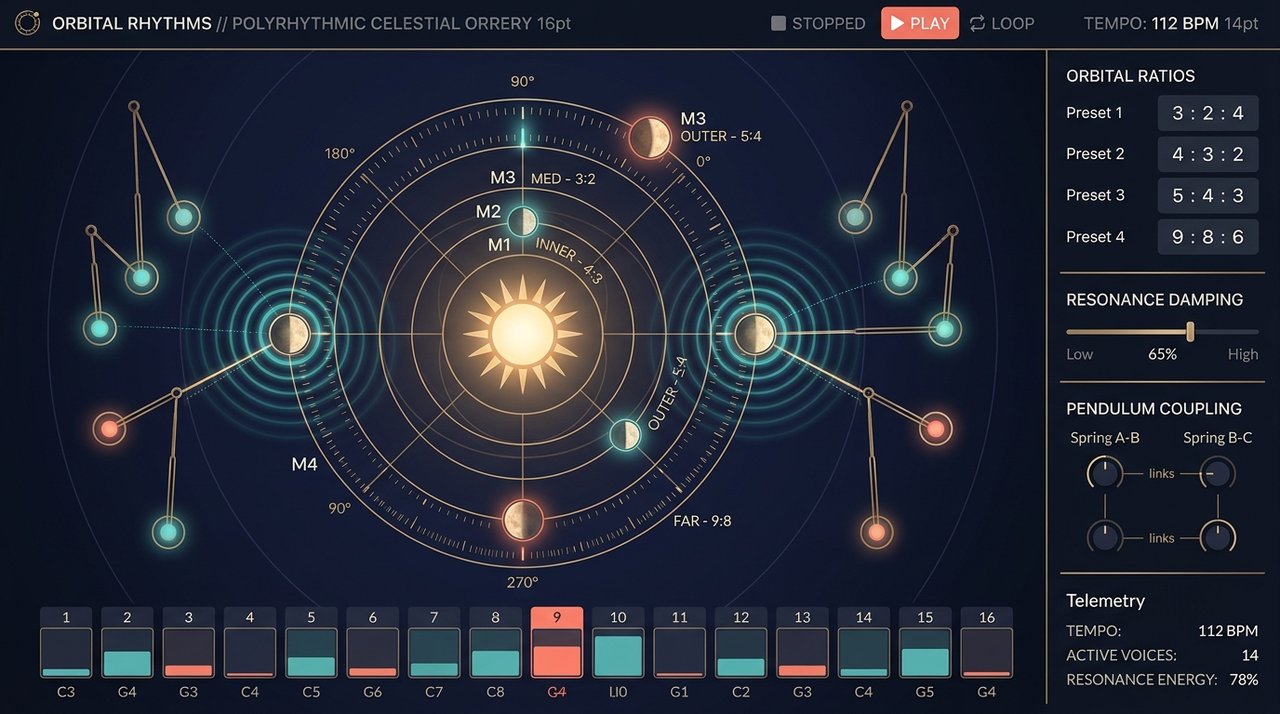 ORBITAL RHYTHMS // POLYRHYTHMIC CELESTIAL ORRERY 16pt
STOPPED
PLAY
LOOP
TEMPO: 112 BPM 14pt
90°
M3
OUTER - 5:4
180°
0°
M3
MED - 3:2
M2
M1
INNER - 4:3
OUTER - 5:4
M4
90°
FAR - 9:8
270°
1 2 3 4 5 6 7 8 9 10 11 12 13 14 15 16
C3 G4 G3 C4 C5 G6 C7 C8 G4 LI0 G1 C2 G3 C4 G5 G4
ORBITAL RATIOS
Preset 1 3 : 2 : 4
Preset 2 4 : 3 : 2
Preset 3 5 : 4 : 3
Preset 4 9 : 8 : 6
RESONANCE DAMPING
Low 65% High
PENDULUM COUPLING
Spring A-B Spring B-C
links
links
Telemetry
TEMPO: 112 BPM
ACTIVE VOICES: 14
RESONANCE ENERGY: 78%